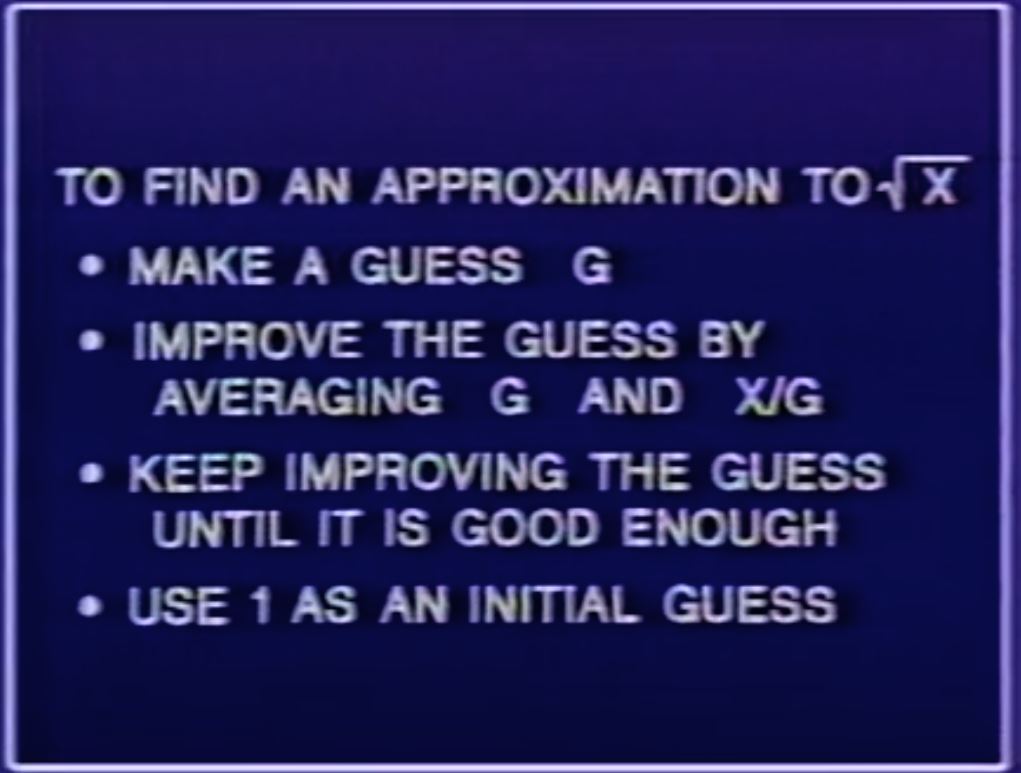 TO FIND AN APPROXIMATION TO √X
• MAKE A GUESS G
• IMPROVE THE GUESS BY
AVERAGING G AND X/G
• KEEP IMPROVING THE GUESS
UNTIL IT IS GOOD ENOUGH
• USE 1 AS AN INITIAL GUESS